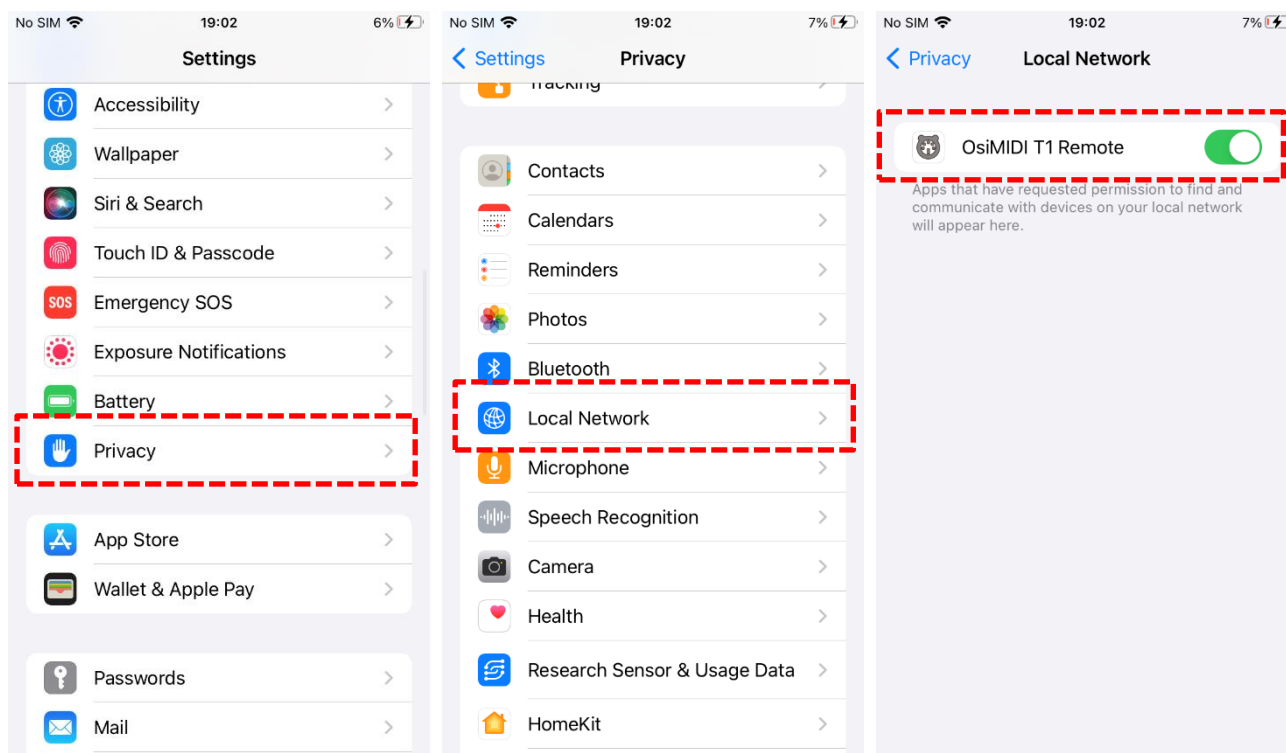 No SIM 19:02 6%
Settings
Accessibility
Wallpaper
Siri & Search
Touch ID & Passcode
SOS Emergency SOS
Exposure Notifications
Battery
Privacy
App Store
Wallet & Apple Pay
Passwords
Mail
No SIM 19:02 7%
Settings Privacy
Tracking
Contacts
Calendars
Reminders
Photos
Bluetooth
Local Network
Microphone
Speech Recognition
Camera
Health
Research Sensor & Usage Data
HomeKit
No SIM 19:02 7%
Privacy Local Network
OsiMIDI T1 Remote
Apps that have requested permission to find and
communicate with devices on your local network
will appear here.